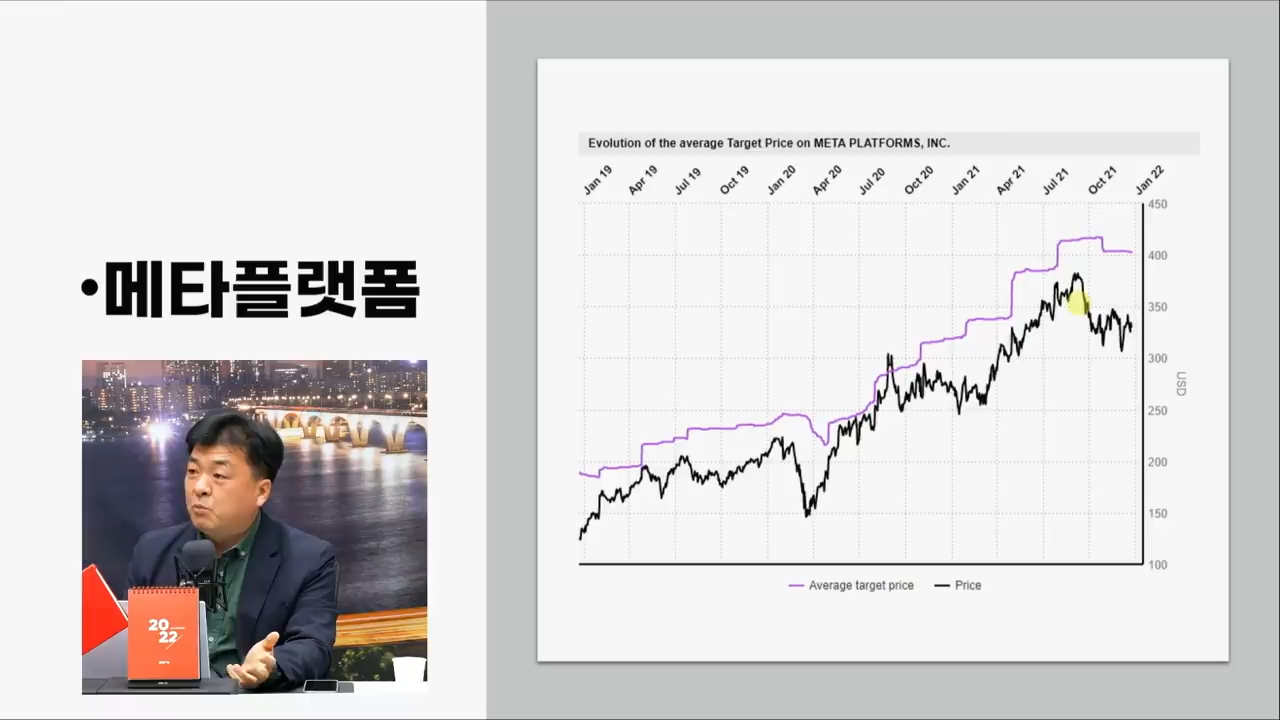 •메타플랫폼
20
22
Evolution of the average Target Price on META PLATFORMS, INC.
Jan 19 Apr 19 Jul 19 Oct 19 Jan 20 Apr 20 Jul 20 Oct 20 Jan 21 Apr 21 Jul 21 Oct 21 Jan 22
450
400
350
300
250
200
150
100
USD
Average target price Price